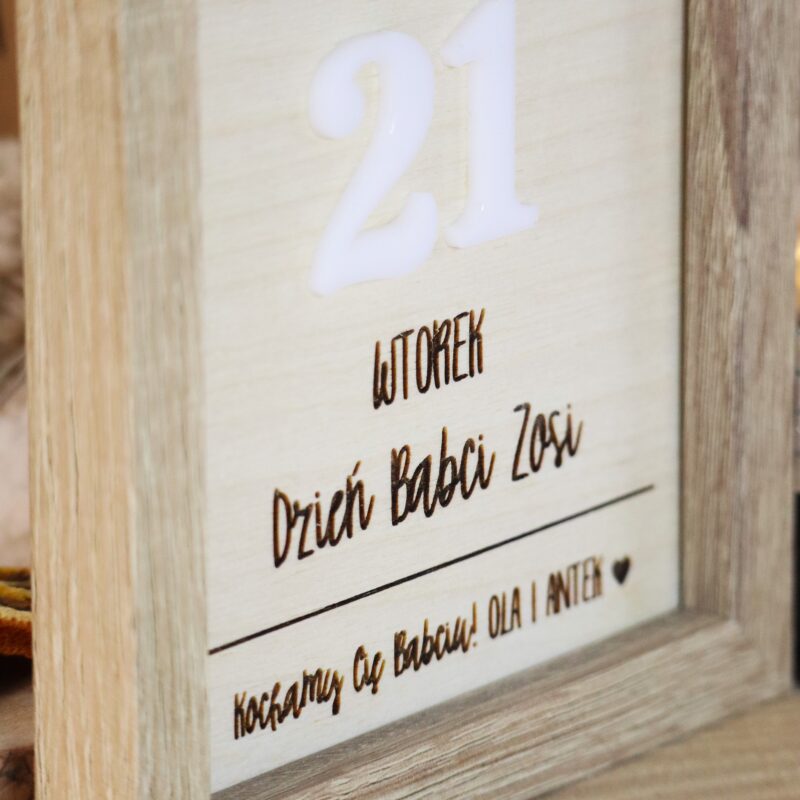 21
WTOREK
Dzień Babci Zosi
Kochamy Cię Babciu! OLA I ANTEK ♥